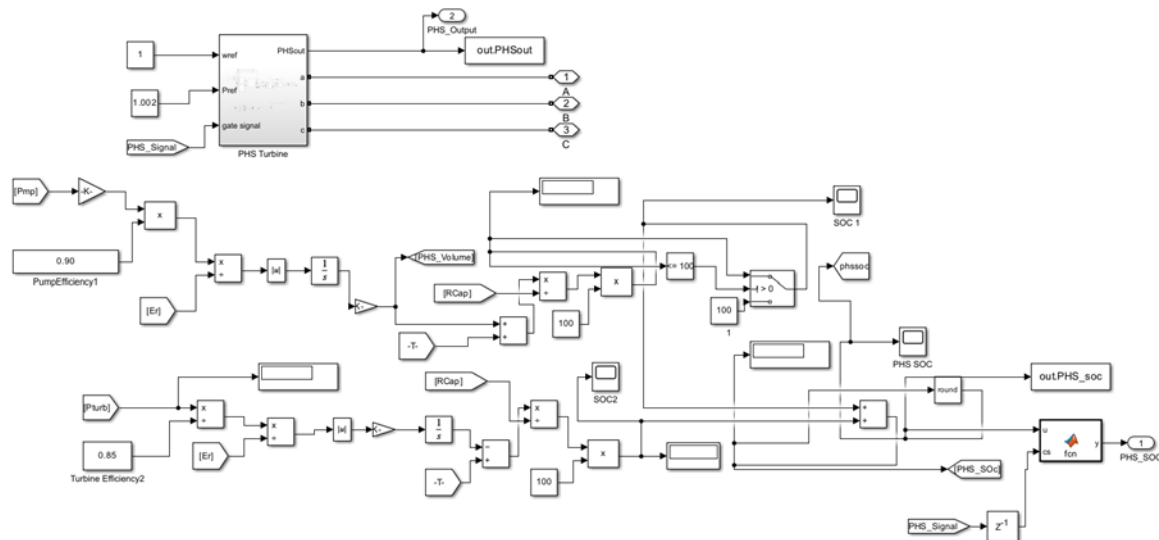 2
PHS_Output
out.PHSout
1
wref
PHSout
a
1
A
1.002
Pref
b
2
B
PHS_Signal
gate signal
c
3
C
PHS Turbine
[Pmp]
-K-
x
0.90
PumpEfficiency1
x
÷
|u|
1
s
K-
[Er]
[PHS_Volume]
[RCap]
x
÷
x
100
-T-
+
+
SOC 1
<= 100
> 0
100
1
phssoc
PHS SOC
out.PHS_soc
[RCap]
SOC2
round
[Pturb]
x
÷
0.85
Turbine Efficiency2
[Er]
x
÷
|u|
K-
1
s
−
+
-T-
x
÷
x
100
+
+
[PHS_SOc]
u
cs
y
fcn
1
PHS_SOC
PHS_Signal
Z-1